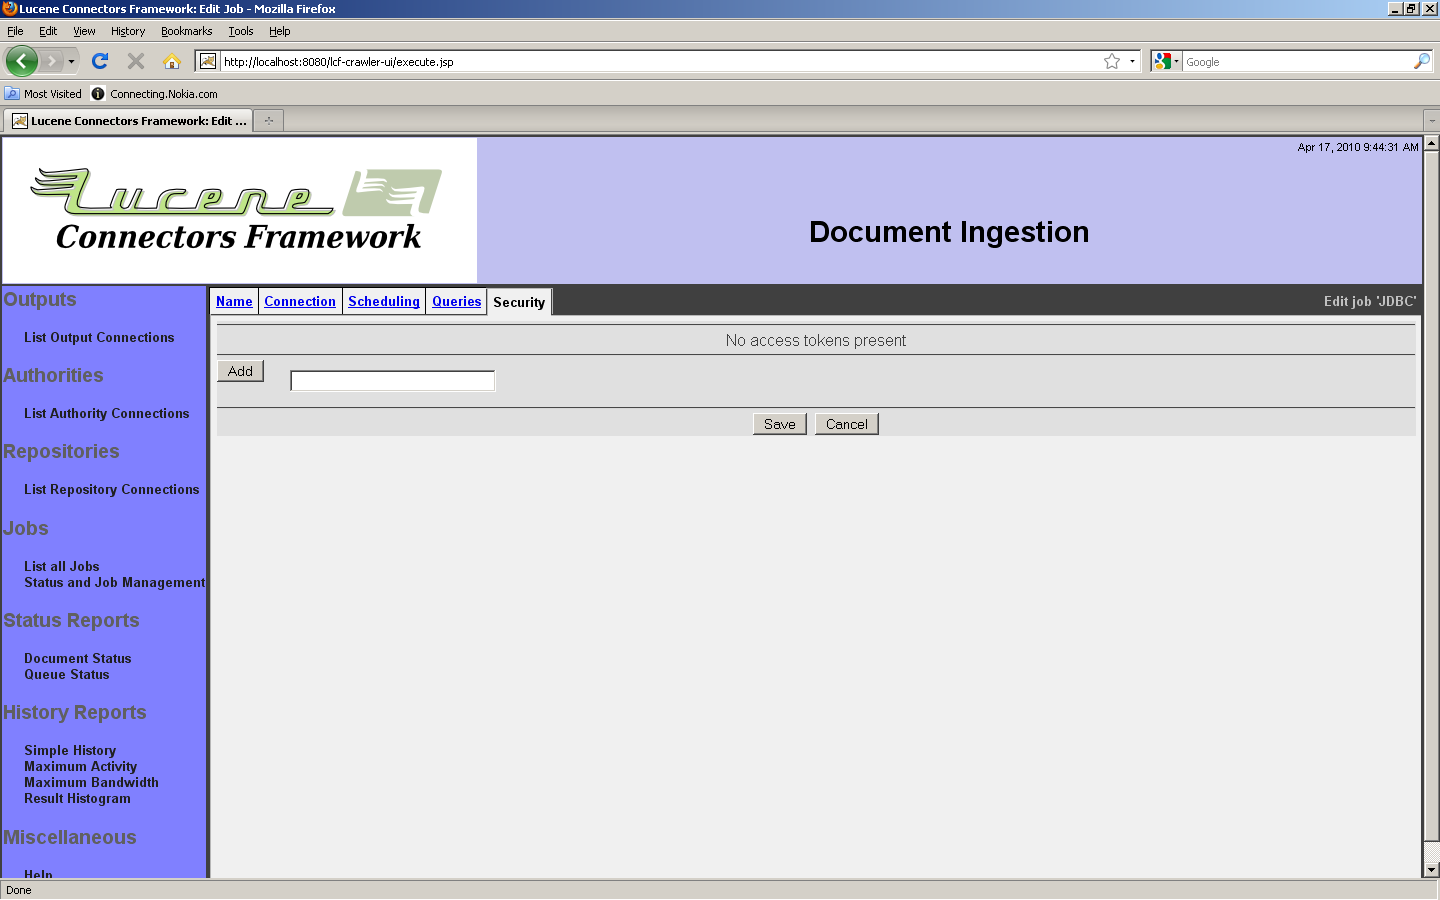 Lucene Connectors Framework: Edit Job - Mozilla Firefox
File Edit View History Bookmarks Tools Help
http://localhost:8080/lcf-crawler-ui/execute.jsp
Google
Most Visited Connecting.Nokia.com
Lucene Connectors Framework: Edit ...
Apr 17, 2010 9:44:31 AM
Lucene
Connectors Framework
Document Ingestion
Outputs
List Output Connections
Authorities
List Authority Connections
Repositories
List Repository Connections
Jobs
List all Jobs
Status and Job Management
Status Reports
Document Status
Queue Status
History Reports
Simple History
Maximum Activity
Maximum Bandwidth
Result Histogram
Miscellaneous
Help
Name Connection Scheduling Queries Security
Edit job 'JDBC'
No access tokens present
Add
Save Cancel
Done